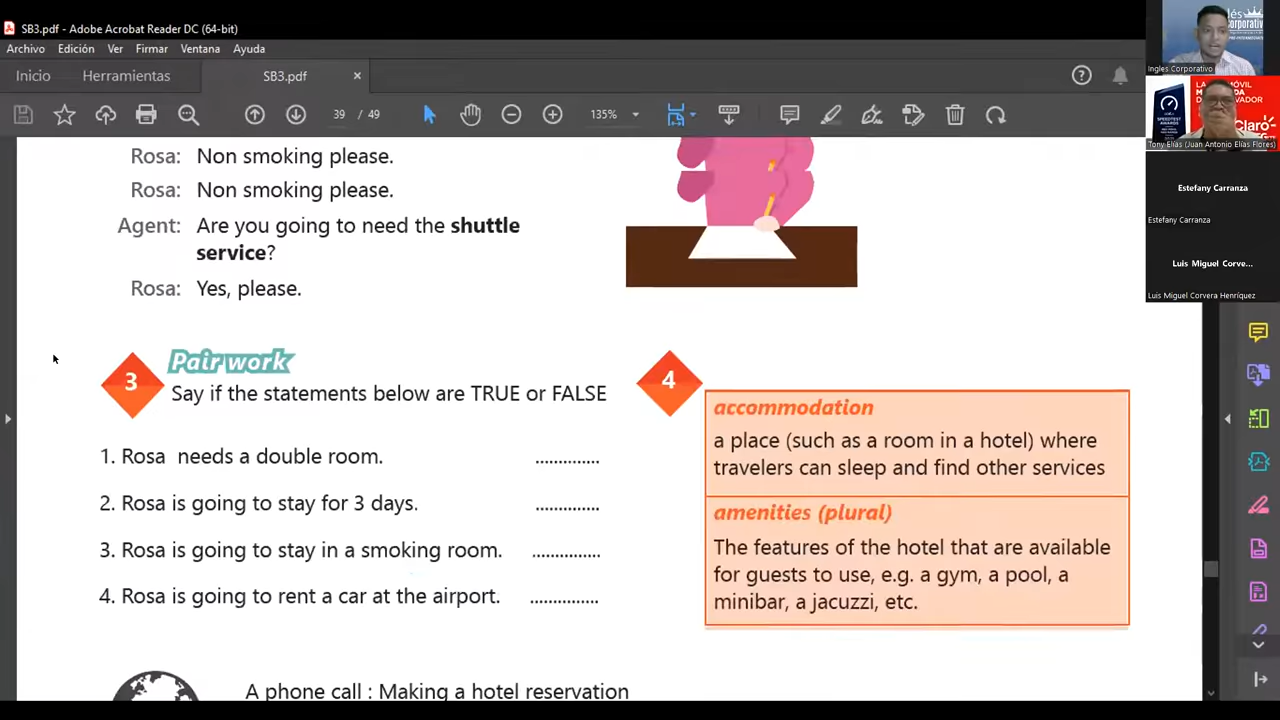 SB3.pdf - Adobe Acrobat Reader DC (64-bit)
Archivo Edición Ver Firmar Ventana Ayuda
Inicio Herramientas SB3.pdf ×
39 / 49 135%
Rosa: Non smoking please.
Rosa: Non smoking please.
Agent: Are you going to need the shuttle
service?
Rosa: Yes, please.
3 Pair work
Say if the statements below are TRUE or FALSE
1. Rosa needs a double room. .............
2. Rosa is going to stay for 3 days. .............
3. Rosa is going to stay in a smoking room. ..............
4. Rosa is going to rent a car at the airport. ..............
4
accommodation
a place (such as a room in a hotel) where
travelers can sleep and find other services
amenities (plural)
The features of the hotel that are available
for guests to use, e.g. a gym, a pool, a
minibar, a jacuzzi, etc.
A phone call : Making a hotel reservation
Ingles Corporativo
Claro
Tony Elías (Juan Antonio Elías Flores)
Estefany Carranza
Estefany Carranza
Luis Miguel Corve...
Luis Miguel Corvera Henríquez